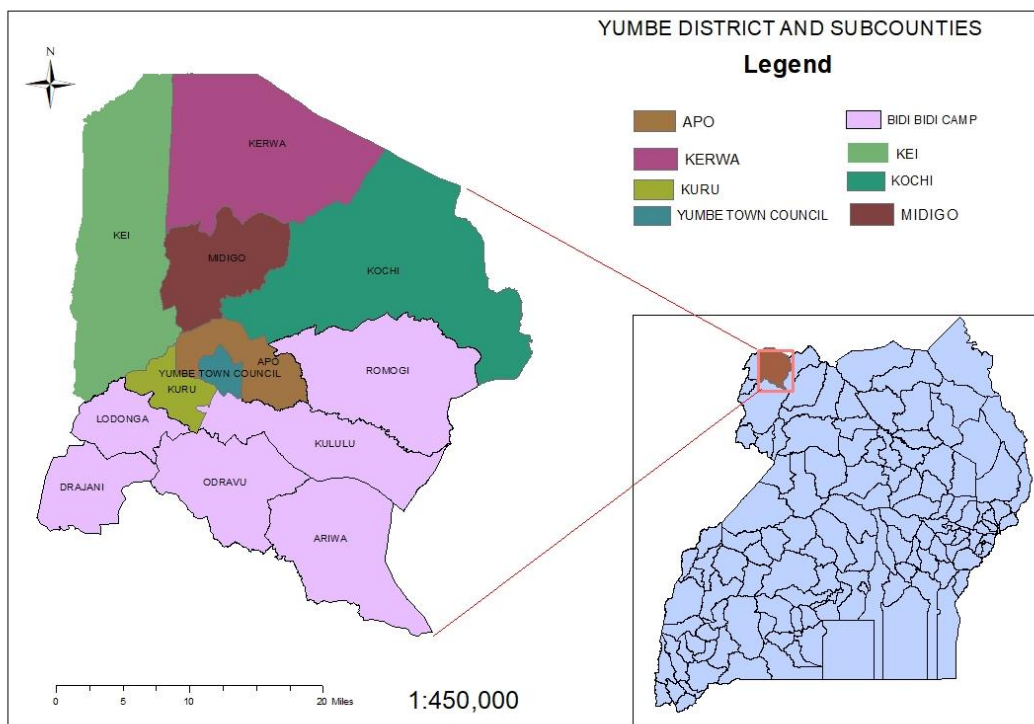 YUMBE DISTRICT AND SUBCOUNTIES
Legend
N
APO
BIDI BIDI CAMP
KERWA
KEI
KURU
KOCHI
YUMBE TOWN COUNCIL
MIDIGO
KERWA
KEI
MIDIGO
KOCHI
APO
YUMBE TOWN COUNCIL
ROMOGI
KURU
LODONGA
KULULU
DRAJANI
ODRAVU
ARIWA
0 5 10 20 Miles
1:450,000